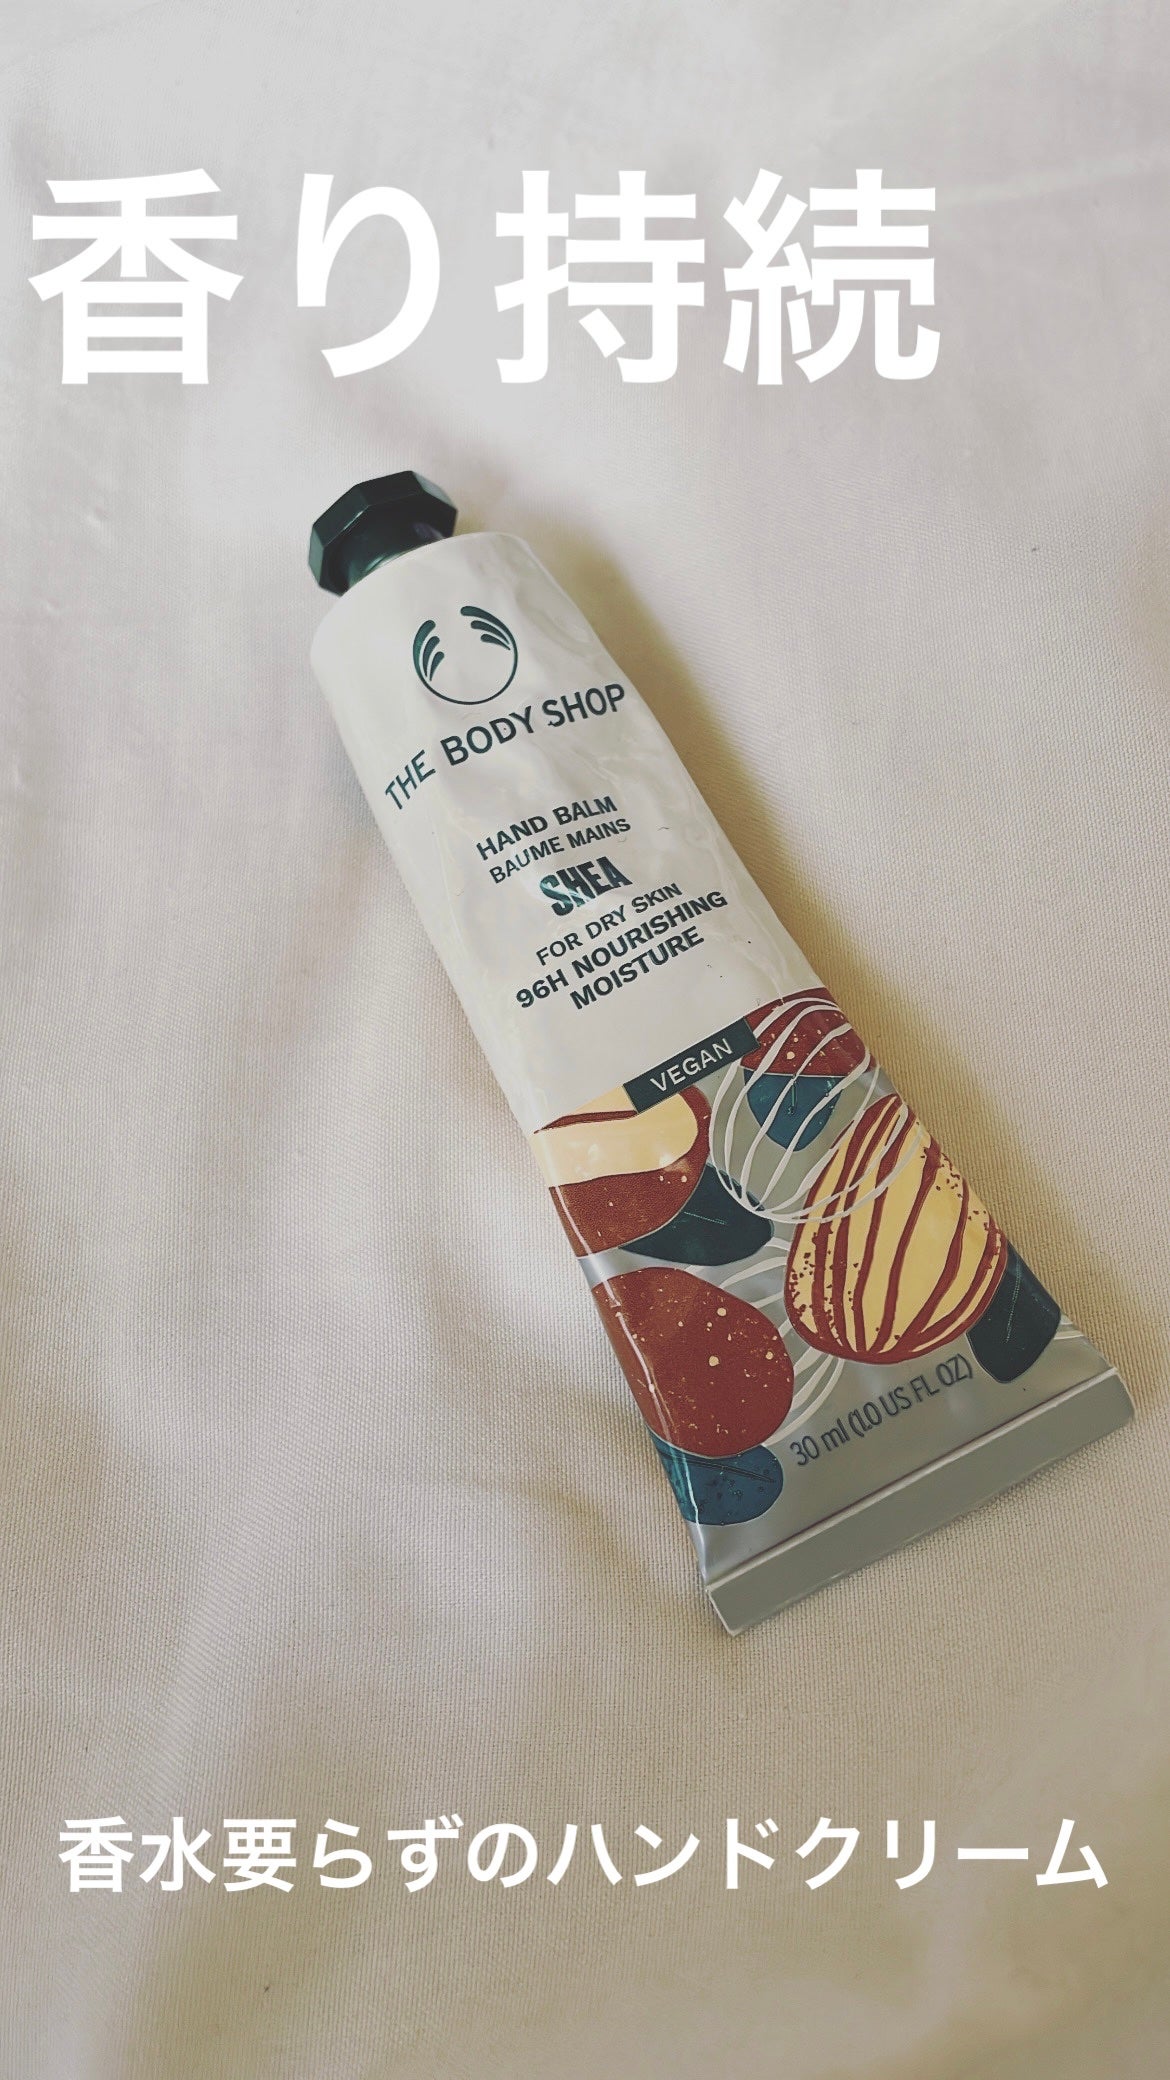 香り持続
THE BODY SHOP
HAND BALM
BAUME MAINS
SHEA
FOR DRY SKIN
96H NOURISHING
MOISTURE
VEGAN
30 ml (1.0 US FL OZ)
香水要らずのハンドクリーム